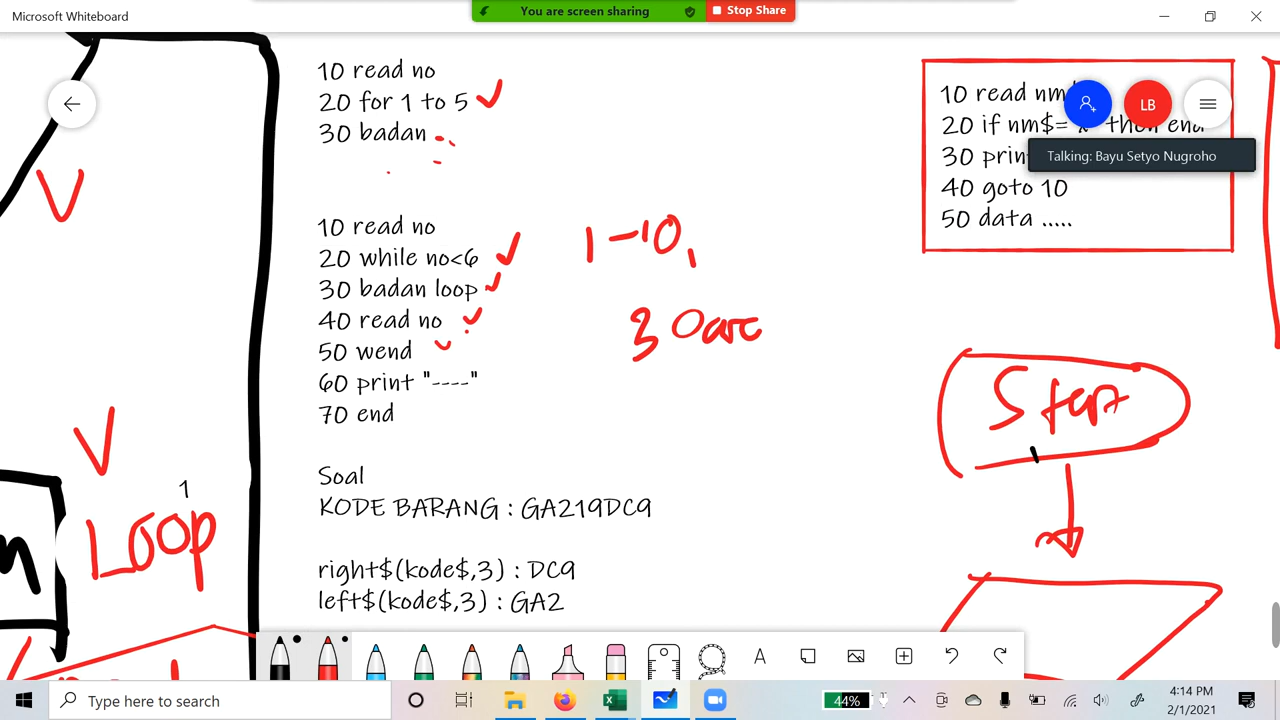 Microsoft Whiteboard
You are screen sharing
Stop Share
10 read no
20 for 1 to 5
30 badan
10 read no
20 while no<6
30 badan loop
40 read no
50 wend
60 print "----"
70 end
Soal
KODE BARANG : GA219DC9
right$(kode$,3) : DC9
left$(kode$,3) : GA2
1-10,
V
V
1
LOOP
10 read nm
20 if nm$= then end
30 prin
40 goto 10
50 data .....
LB
Talking: Bayu Setyo Nugroho
Start
A
Type here to search
44%
4:14 PM
2/1/2021